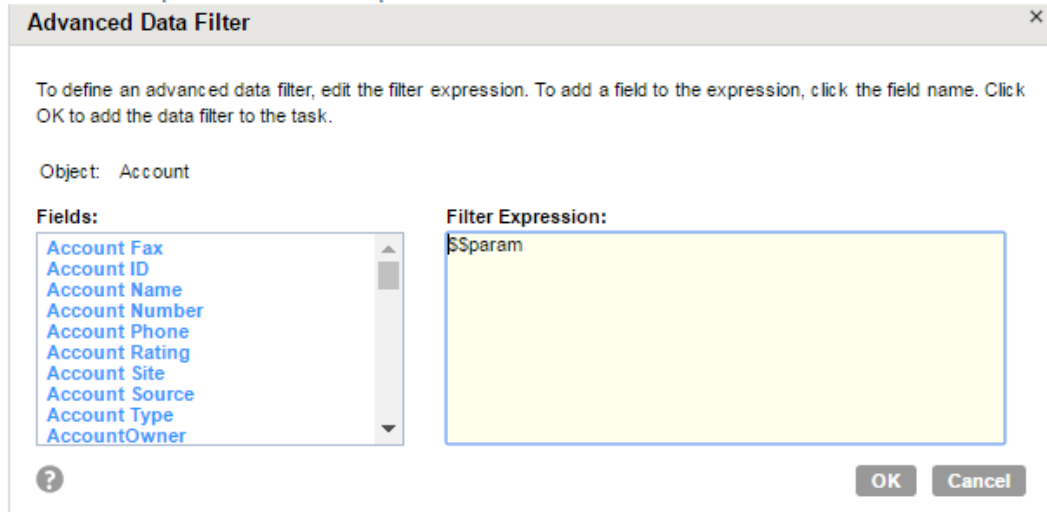 Advanced Data Filter
×
To define an advanced data filter, edit the filter expression. To add a field to the expression, click the field name. Click
OK to add the data filter to the task.
Object: Account
Fields:
Account Fax
Account ID
Account Name
Account Number
Account Phone
Account Rating
Account Site
Account Source
Account Type
AccountOwner
Filter Expression:
$$param
?
OK
Cancel